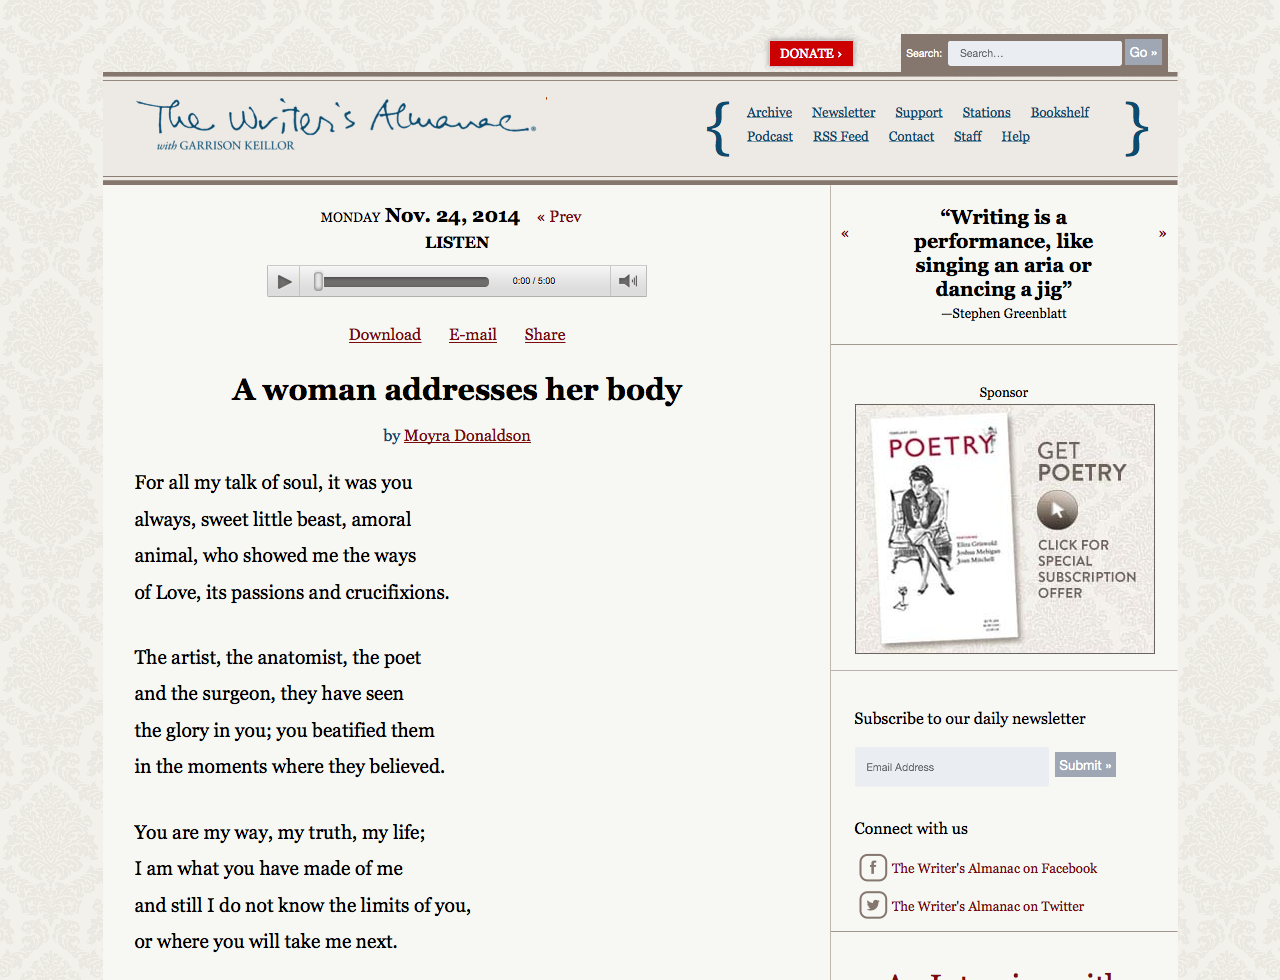 DONATE ›
Search: Search... Go »
The Writer's Almanac®
with GARRISON KEILLOR
{ Archive Newsletter Support Stations Bookshelf }
Podcast RSS Feed Contact Staff Help
MONDAY Nov. 24, 2014 « Prev
LISTEN
0:00 / 5:00
Download E-mail Share
A woman addresses her body
by Moyra Donaldson
For all my talk of soul, it was you
always, sweet little beast, amoral
animal, who showed me the ways
of Love, its passions and crucifixions.
The artist, the anatomist, the poet
and the surgeon, they have seen
the glory in you; you beatified them
in the moments where they believed.
You are my way, my truth, my life;
I am what you have made of me
and still I do not know the limits of you,
or where you will take me next.
« »
“Writing is a
performance, like
singing an aria or
dancing a jig”
—Stephen Greenblatt
Sponsor
POETRY
Eliza Griswold
Joshua Mehigan
Joan Mitchell
GET
POETRY
CLICK FOR
SPECIAL
SUBSCRIPTION
OFFER
Subscribe to our daily newsletter
Email Address Submit »
Connect with us
The Writer's Almanac on Facebook
The Writer's Almanac on Twitter